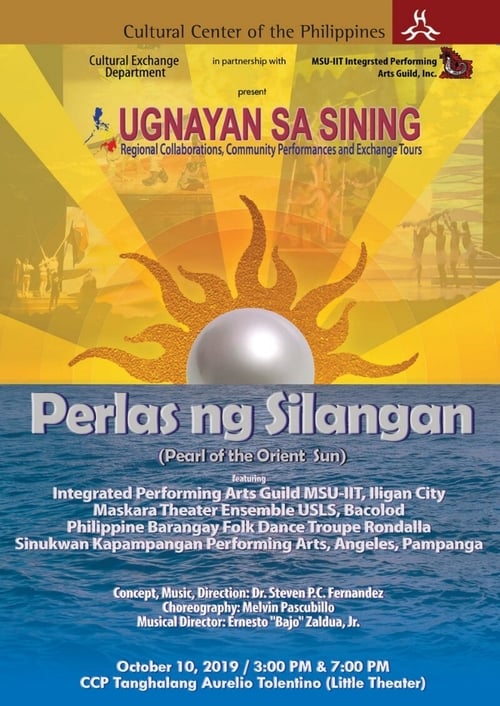 Cultural Center of the Philippines
Cultural Exchange
Department
in partnership with
MSU-IIT Integrsted Performing
Arts Guild, Inc.
present
UGNAYAN SA SINING
Regional Collaborations, Community Performances and Exchange Tours
Perlas ng Silangan
(Pearl of the Orient Sun)
featuring
Integrated Performing Arts Guild MSU-IIT, Iligan City
Maskara Theater Ensemble USLS, Bacolod
Philippine Barangay Folk Dance Troupe Rondalla
Sinukwan Kapampangan Performing Arts, Angeles, Pampanga
Concept, Music, Direction: Dr. Steven P.C. Fernandez
Choreography: Melvin Pascubillo
Musical Director: Ernesto "Bajo" Zaldua, Jr.
October 10, 2019 / 3:00 PM & 7:00 PM
CCP Tanghalang Aurelio Tolentino (Little Theater)